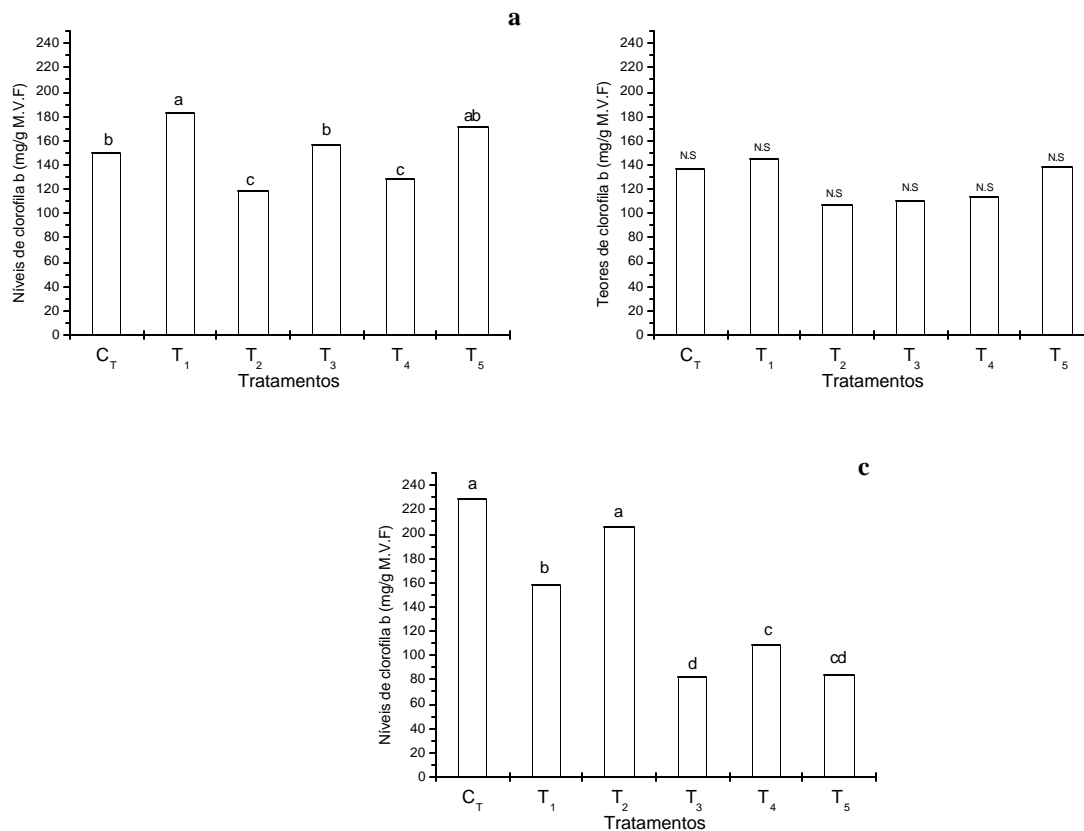 a
Níveis de clorofila b (mg/g M.V.F)
240
220
200
180
160
140
120
100
80
60
40
20
0
b
a
c
b
c
ab
C_T T_1 T_2 T_3 T_4 T_5
Tratamentos
Teores de clorofila b (mg/g M.V.F)
240
220
200
180
160
140
120
100
80
60
40
20
0
N.S
N.S
N.S
N.S
N.S
N.S
C_T T_1 T_2 T_3 T_4 T_5
Tratamentos
c
Níveis de clorofila b (mg/g M.V.F)
240
220
200
180
160
140
120
100
80
60
40
20
0
a
b
a
d
c
cd
C_T T_1 T_2 T_3 T_4 T_5
Tratamentos